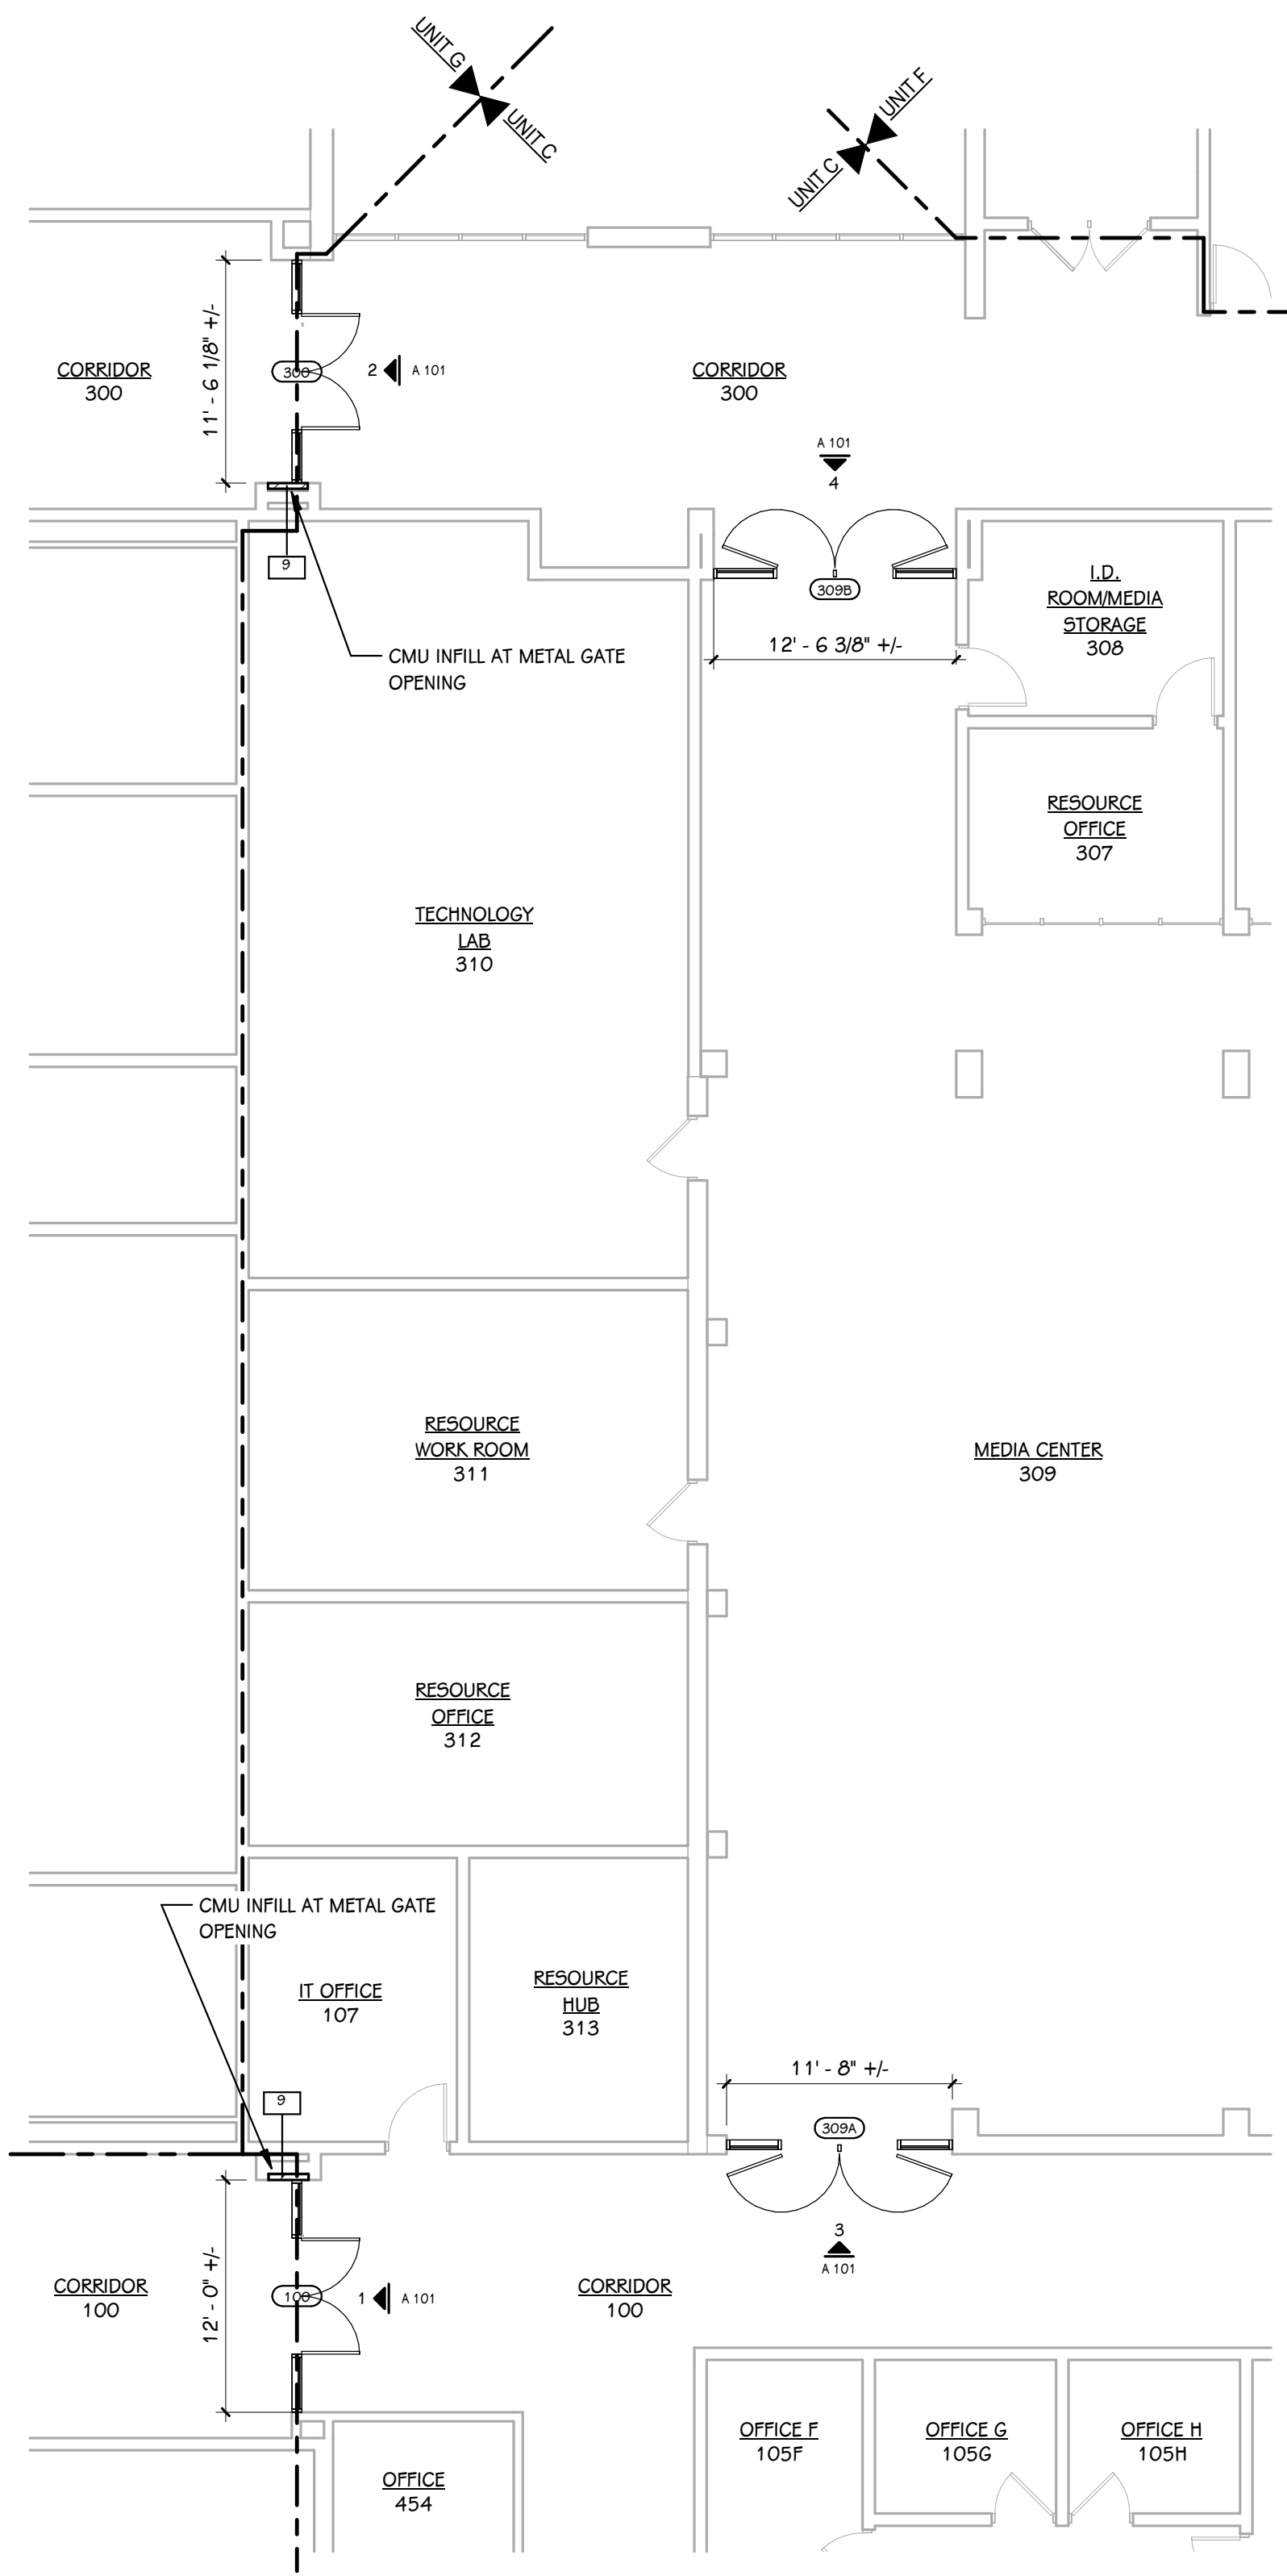 UNIT G
UNIT C
UNIT F
UNIT C
11' - 6 1/8" +/-
CORRIDOR
300
300
2
A 101
CORRIDOR
300
A 101
4
9
309B
I.D.
ROOM/MEDIA
STORAGE
308
12' - 6 3/8" +/-
CMU INFILL AT METAL GATE
OPENING
RESOURCE
OFFICE
307
TECHNOLOGY
LAB
310
RESOURCE
WORK ROOM
311
MEDIA CENTER
309
RESOURCE
OFFICE
312
CMU INFILL AT METAL GATE
OPENING
IT OFFICE
107
RESOURCE
HUB
313
11' - 8" +/-
9
309A
3
A 101
12' - 0" +/-
CORRIDOR
100
100
1
A 101
CORRIDOR
100
OFFICE F
105F
OFFICE G
105G
OFFICE H
105H
OFFICE
454